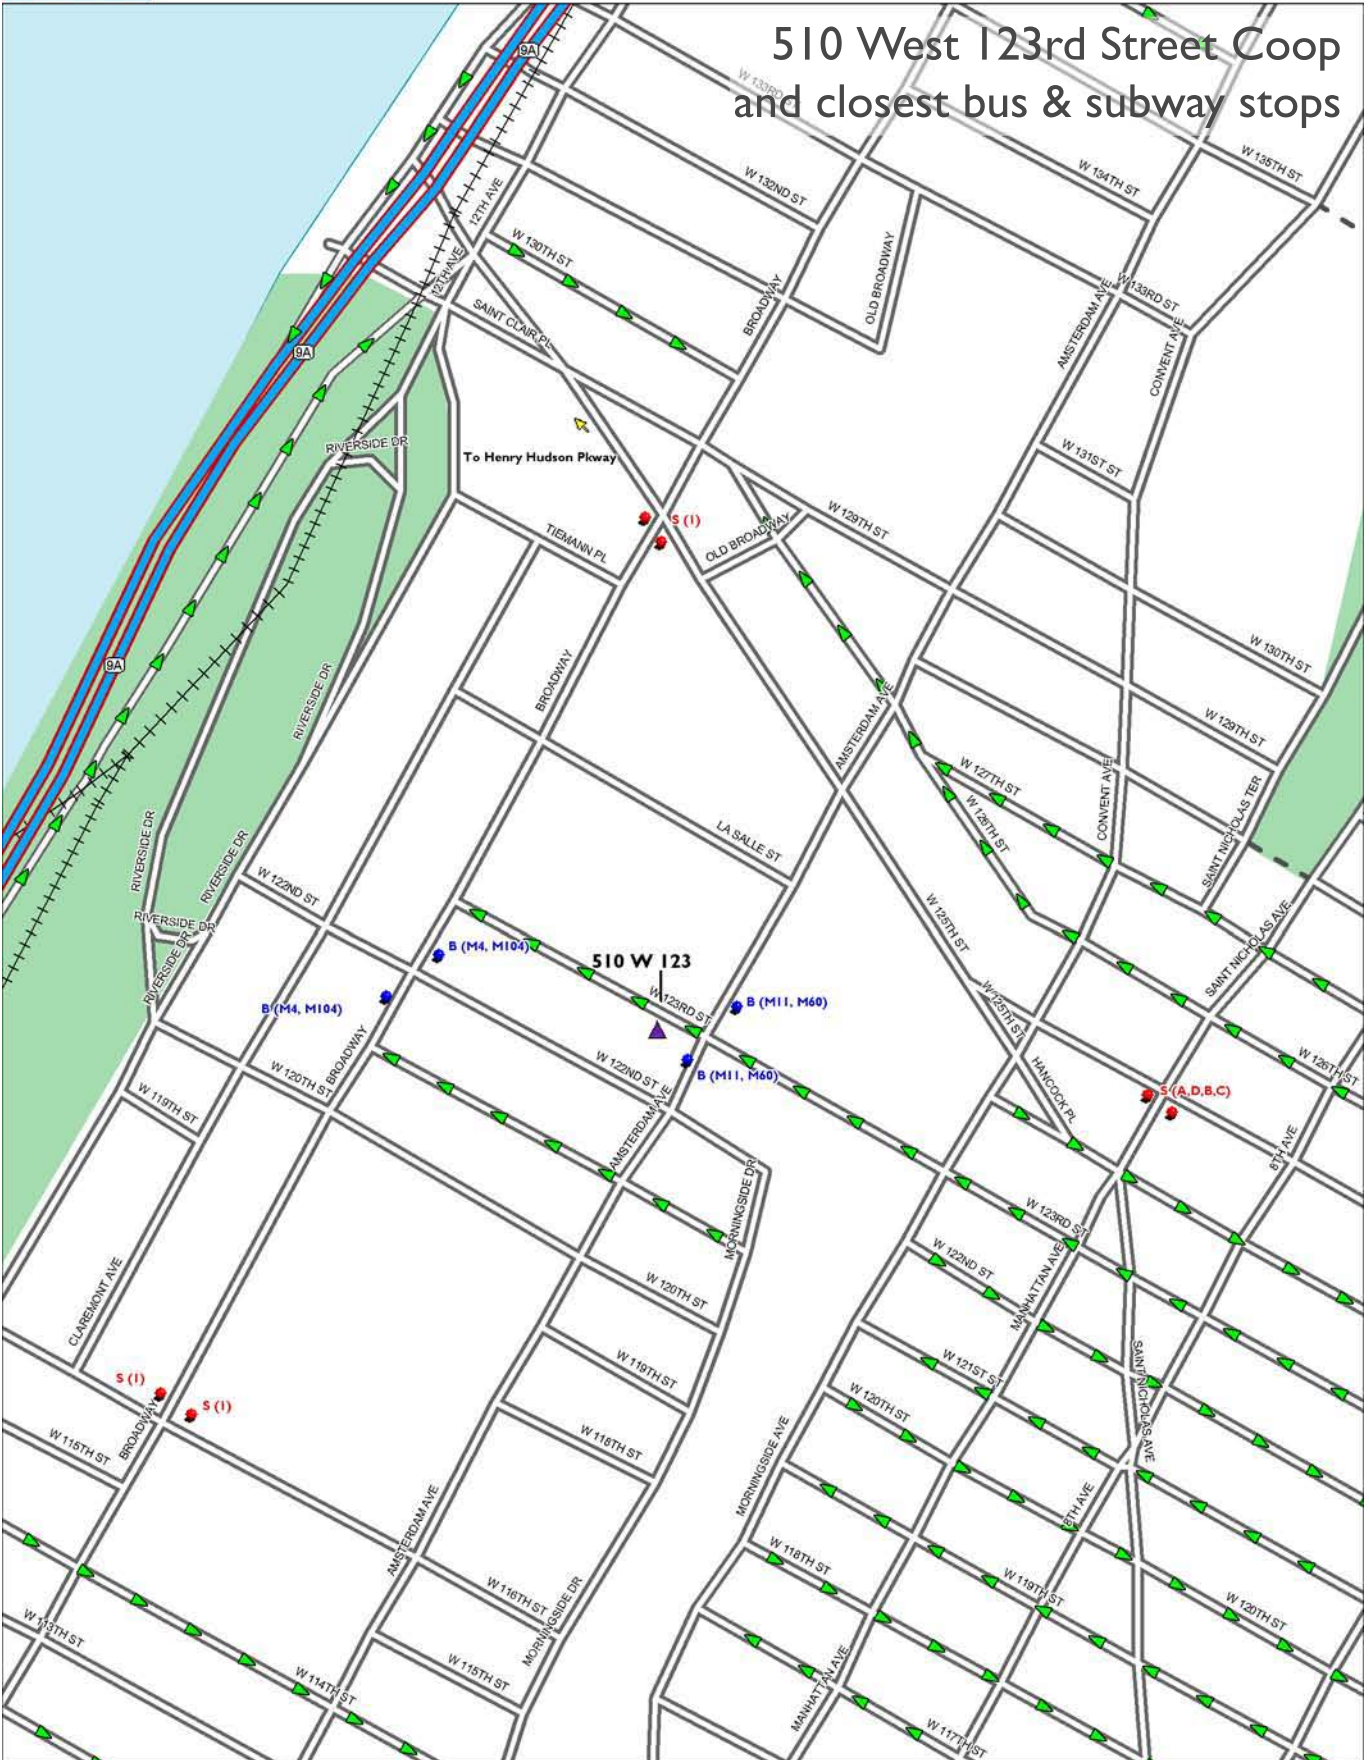 510 West 123rd Street Coop
and closest bus & subway stops
9A
W 133RD ST
W 135TH ST
W 134TH ST
W 132ND ST
12TH AVE
W 130TH ST
12TH AVE
OLD BROADWAY
BROADWAY
W 133RD ST
AMSTERDAM AVE
SAINT CLAIR PL
CONVENT AVE
9A
RIVERSIDE DR
To Henry Hudson Pkway
W 131ST ST
S (1)
W 129TH ST
OLD BROADWAY
TIEMANN PL
W 130TH ST
9A
BROADWAY
RIVERSIDE DR
AMSTERDAM AVE
W 129TH ST
W 127TH ST
CONVENT AVE
W 126TH ST
SAINT NICHOLAS TER
LA SALLE ST
RIVERSIDE DR
RIVERSIDE DR
W 122ND ST
RIVERSIDE DR
W 125TH ST
SAINT NICHOLAS AVE
B (M4, M104)
510 W 123
RIVERSIDE DR
W 123RD ST
B (M11, M60)
B (M4, M104)
W 125TH ST
BROADWAY
W 122ND ST
B (M11, M60)
W 126TH ST
W 120TH ST
HANCOCK PL
S (A,D,B,C)
W 119TH ST
AMSTERDAM AVE
8TH AVE
MORNINGSIDE DR
W 123RD ST
W 122ND ST
MANHATTAN AVE
CLAREMONT AVE
W 120TH ST
W 119TH ST
W 121ST ST
SAINT NICHOLAS AVE
S (1)
S (1)
W 120TH ST
BROADWAY
W 115TH ST
W 118TH ST
MORNINGSIDE AVE
AMSTERDAM AVE
8TH AVE
W 118TH ST
W 119TH ST
W 116TH ST
MORNINGSIDE DR
W 120TH ST
W 113TH ST
W 115TH ST
W 114TH ST
MANHATTAN AVE
W 117TH ST